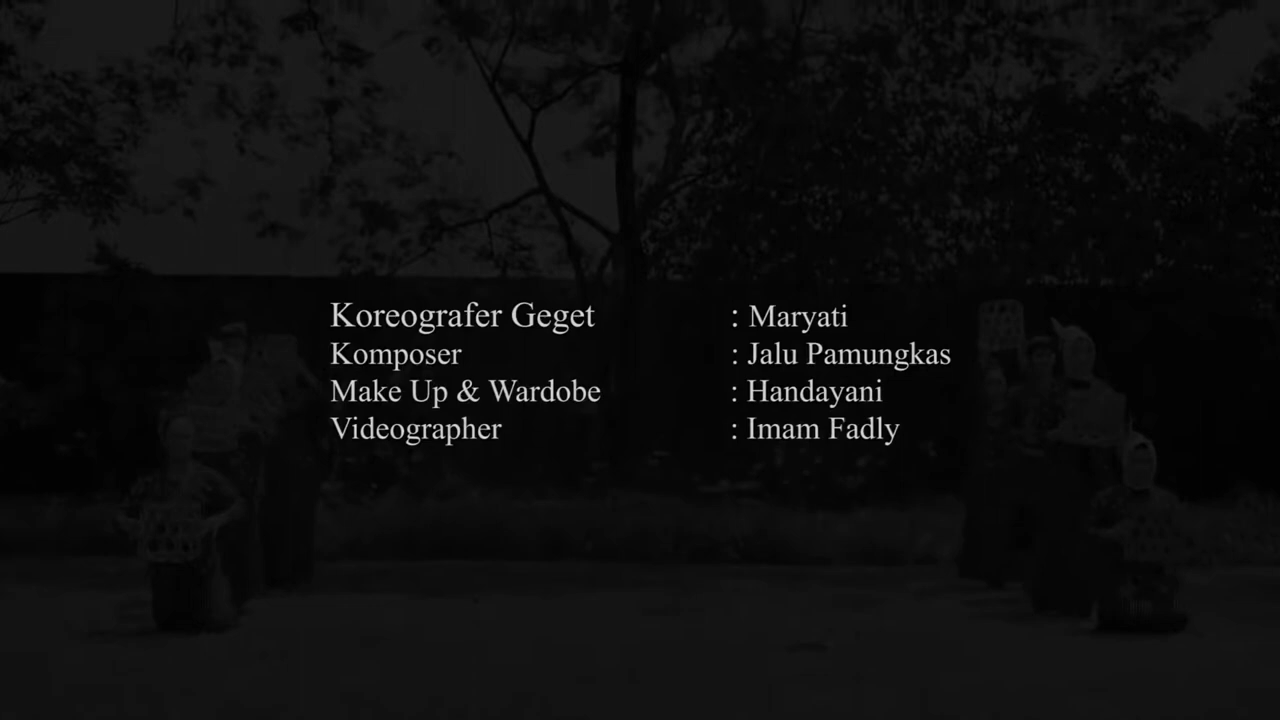 Koreografer Geget : Maryati
Komposer : Jalu Pamungkas
Make Up & Wardobe : Handayani
Videographer : Imam Fadly